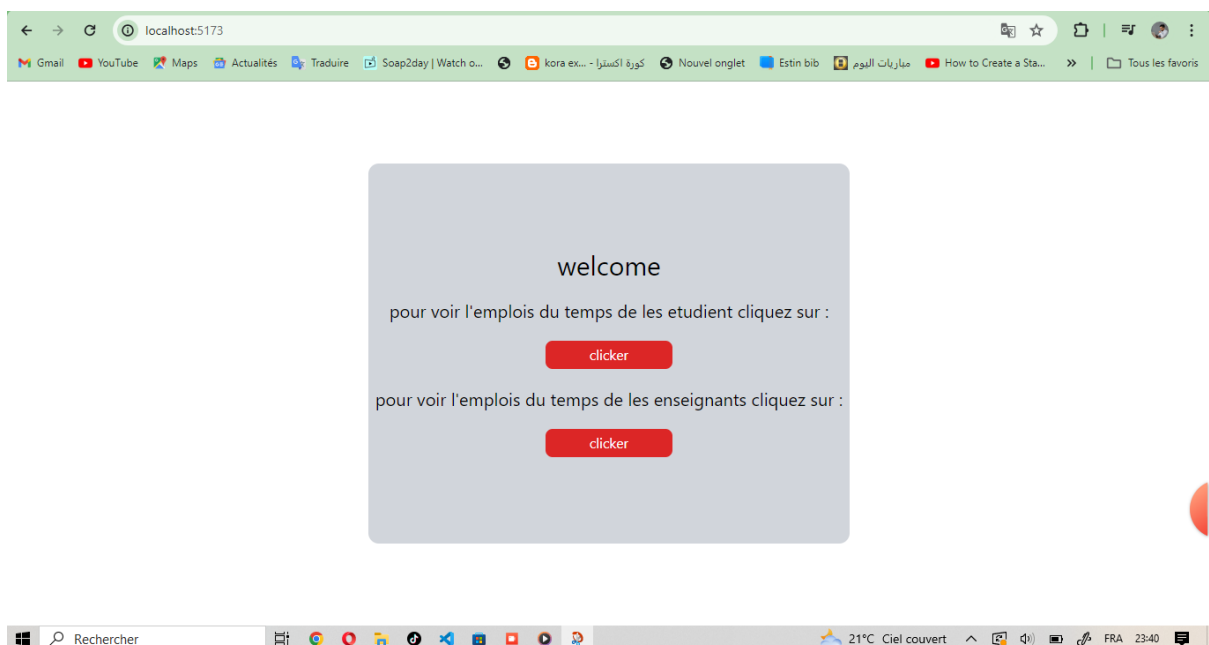 localhost:5173
Gmail YouTube Maps Actualités Traduire Soap2day | Watch o... kora ex... - كورة اكسترا Nouvel onglet Estin bib مباريات اليوم How to Create a Sta... » Tous les favoris
welcome
pour voir l'emplois du temps de les etudient cliquez sur :
clicker
pour voir l'emplois du temps de les enseignants cliquez sur :
clicker
Rechercher 21°C Ciel couvert FRA 23:40